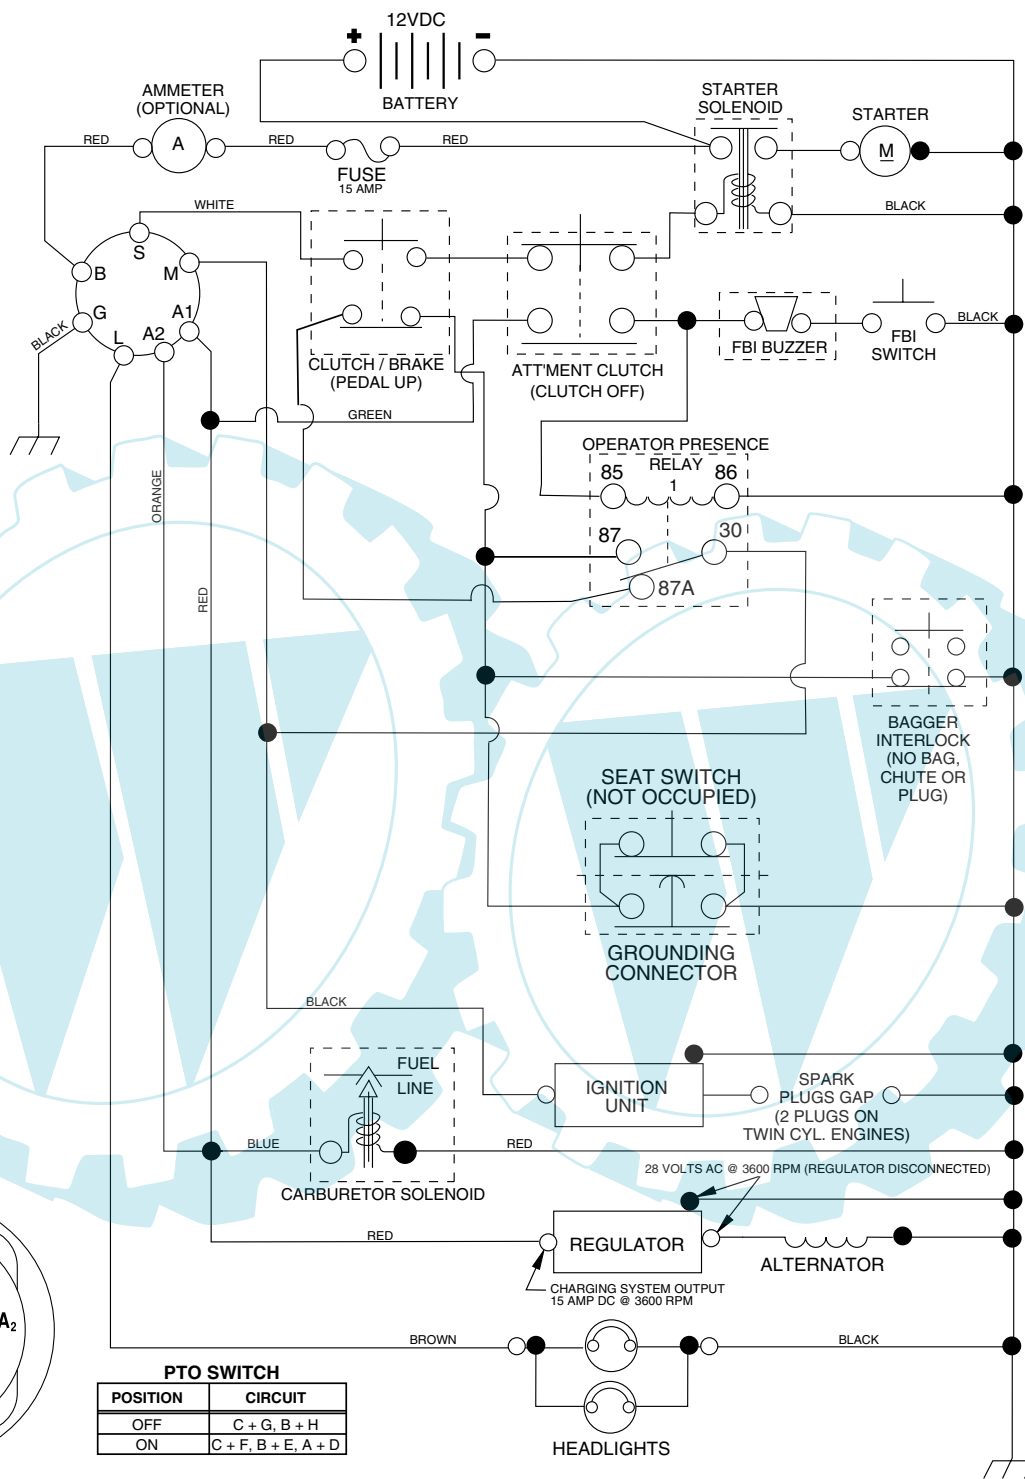 12VDC
+ -
BATTERY
AMMETER
(OPTIONAL)
STARTER
SOLENOID
STARTER
RED
A
RED
RED
M
FUSE
15 AMP
WHITE
BLACK
S
B
M
G
A1
L
A2
BLACK
CLUTCH / BRAKE
(PEDAL UP)
ATT'MENT CLUTCH
(CLUTCH OFF)
FBI BUZZER
FBI
SWITCH
BLACK
GREEN
OPERATOR PRESENCE
RELAY
85
1
86
87
30
87A
ORANGE
RED
BAGGER
INTERLOCK
(NO BAG,
CHUTE OR
PLUG)
SEAT SWITCH
(NOT OCCUPIED)
GROUNDING
CONNECTOR
BLACK
FUEL
LINE
IGNITION
UNIT
SPARK
PLUGS GAP
(2 PLUGS ON
TWIN CYL. ENGINES)
BLUE
RED
CARBURETOR SOLENOID
28 VOLTS AC @ 3600 RPM (REGULATOR DISCONNECTED)
RED
REGULATOR
ALTERNATOR
CHARGING SYSTEM OUTPUT
15 AMP DC @ 3600 RPM
A2
BROWN
BLACK
HEADLIGHTS
PTO SWITCH
POSITION CIRCUIT
OFF C + G, B + H
ON C + F, B + E, A + D